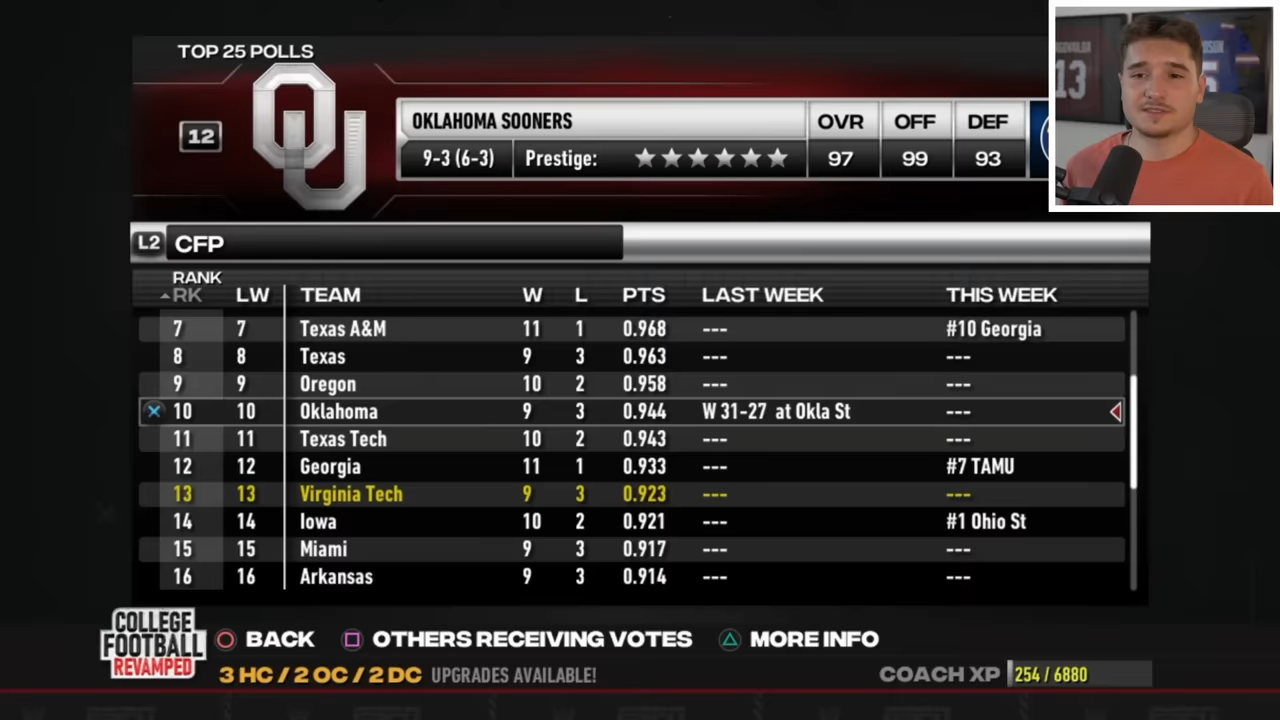 TOP 25 POLLS
12
OKLAHOMA SOONERS
OVR OFF DEF
9-3 (6-3) Prestige: 97 99 93
L2 CFP
RANK
RK LW TEAM W L PTS LAST WEEK THIS WEEK
7 7 Texas A&M 11 1 0.968 --- #10 Georgia
8 8 Texas 9 3 0.963 --- ---
9 9 Oregon 10 2 0.958 --- ---
10 10 Oklahoma 9 3 0.944 W 31-27 at Okla St ---
11 11 Texas Tech 10 2 0.943 --- ---
12 12 Georgia 11 1 0.933 --- #7 TAMU
13 13 Virginia Tech 9 3 0.923 --- ---
14 14 Iowa 10 2 0.921 --- #1 Ohio St
15 15 Miami 9 3 0.917 --- ---
16 16 Arkansas 9 3 0.914 --- ---
COLLEGE
FOOTBALL
REVAMPED
BACK OTHERS RECEIVING VOTES MORE INFO
3 HC / 2 OC / 2 DC UPGRADES AVAILABLE! COACH XP 254 / 6880
13